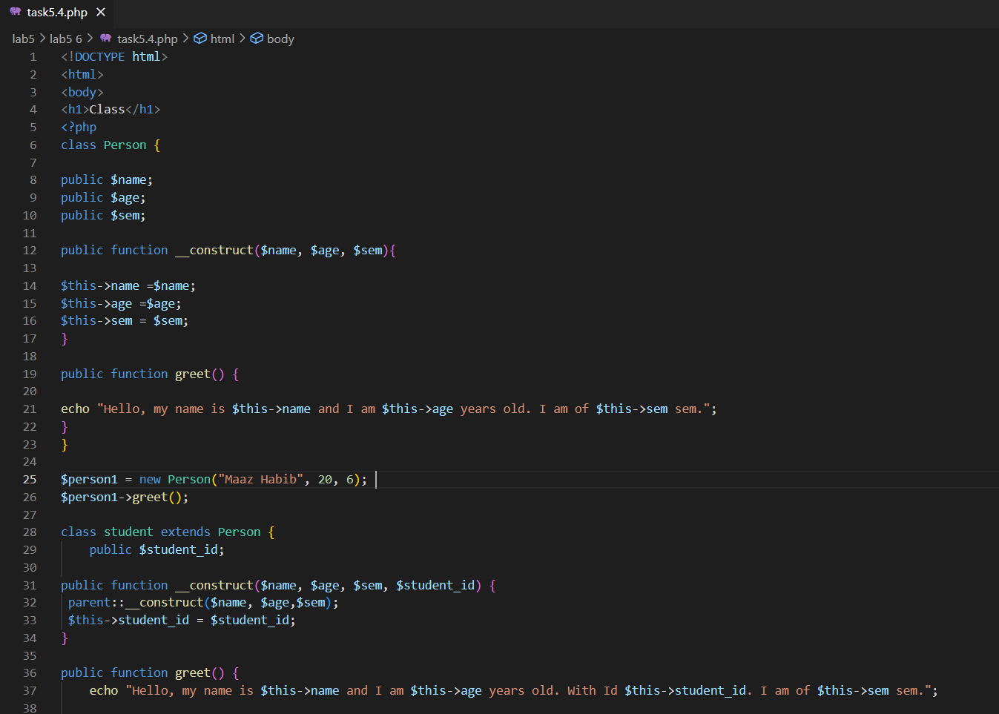 task5.4.php ×
lab5 > lab5 6 > task5.4.php > html > body
1 <!DOCTYPE html>
2 <html>
3 <body>
4 <h1>Class</h1>
5 <?php
6 class Person {
7
8 public $name;
9 public $age;
10 public $sem;
11
12 public function __construct($name, $age, $sem){
13
14 $this->name =$name;
15 $this->age =$age;
16 $this->sem = $sem;
17 }
18
19 public function greet() {
20
21 echo "Hello, my name is $this->name and I am $this->age years old. I am of $this->sem sem.";
22 }
23 }
24
25 $person1 = new Person("Maaz Habib", 20, 6);
26 $person1->greet();
27
28 class student extends Person {
29     public $student_id;
30
31 public function __construct($name, $age, $sem, $student_id) {
32  parent::__construct($name, $age,$sem);
33  $this->student_id = $student_id;
34 }
35
36 public function greet() {
37     echo "Hello, my name is $this->name and I am $this->age years old. With Id $this->student_id. I am of $this->sem sem.";
38